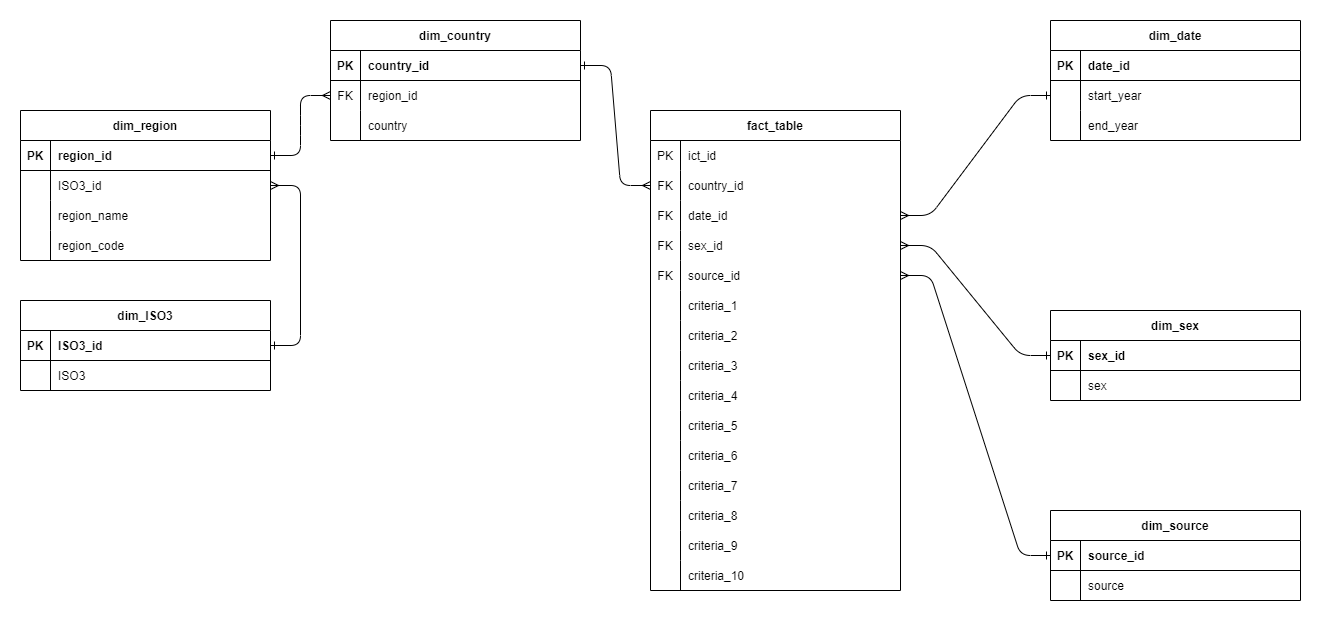 dim_country
PK country_id
FK region_id
country
dim_region
PK region_id
ISO3_id
region_name
region_code
dim_ISO3
PK ISO3_id
ISO3
fact_table
PK ict_id
FK country_id
FK date_id
FK sex_id
FK source_id
criteria_1
criteria_2
criteria_3
criteria_4
criteria_5
criteria_6
criteria_7
criteria_8
criteria_9
criteria_10
dim_date
PK date_id
start_year
end_year
dim_sex
PK sex_id
sex
dim_source
PK source_id
source